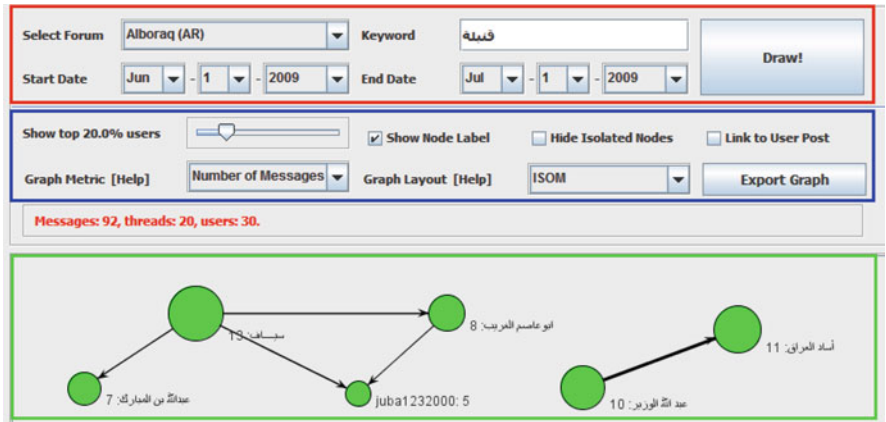 Select Forum Alboraq (AR) Keyword قنبلة Draw!
Start Date Jun - 1 - 2009 End Date Jul - 1 - 2009
Show top 20.0% users Show Node Label Hide Isolated Nodes Link to User Post
Graph Metric [Help] Number of Messages Graph Layout [Help] ISOM Export Graph
Messages: 92, threads: 20, users: 30.
سيـــاف: 13
ابو عاصم الغريب: 8
أساد العراق: 11
عبدالله بن المبارك: 7
juba1232000: 5
عبد الله الوزير: 10